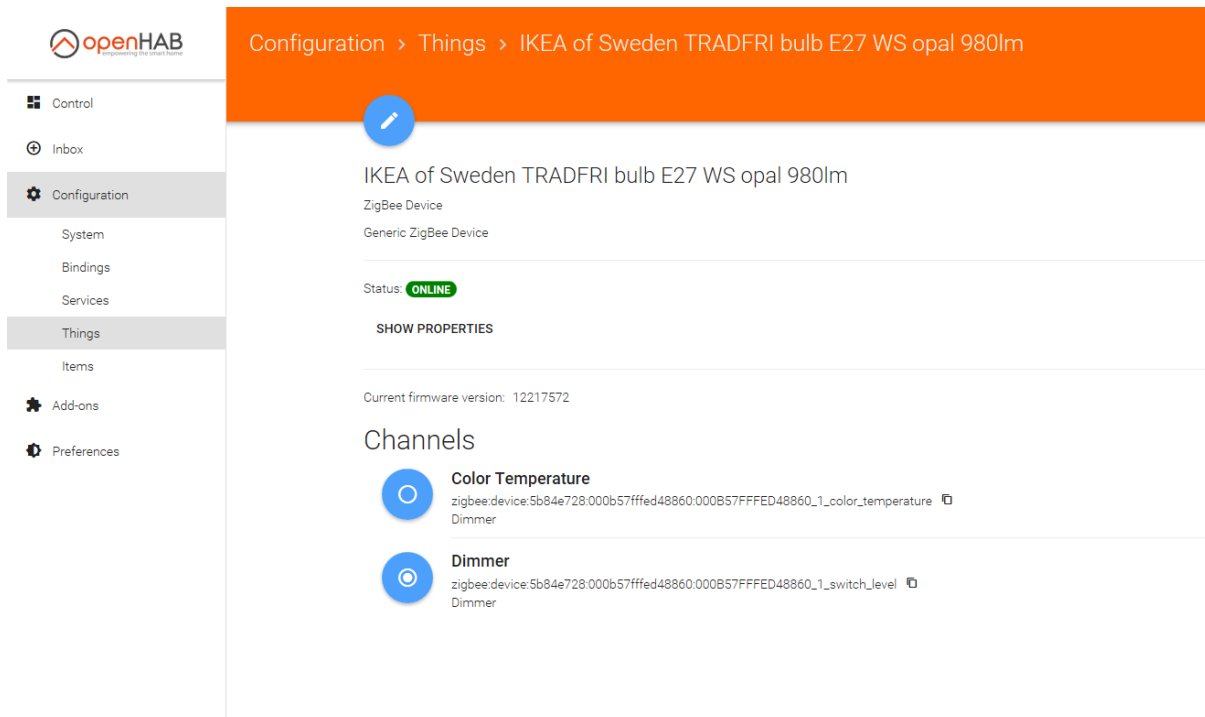 openHAB
empowering the smart home
Configuration > Things > IKEA of Sweden TRADFRI bulb E27 WS opal 980lm
Control
Inbox
Configuration
System
Bindings
Services
Things
Items
Add-ons
Preferences
IKEA of Sweden TRADFRI bulb E27 WS opal 980lm
ZigBee Device
Generic ZigBee Device
Status: ONLINE
SHOW PROPERTIES
Current firmware version: 12217572
Channels
Color Temperature
zigbee:device:5b84e728:000b57fffed48860:000B57FFFED48860_1_color_temperature
Dimmer
Dimmer
zigbee:device:5b84e728:000b57fffed48860:000B57FFFED48860_1_switch_level
Dimmer